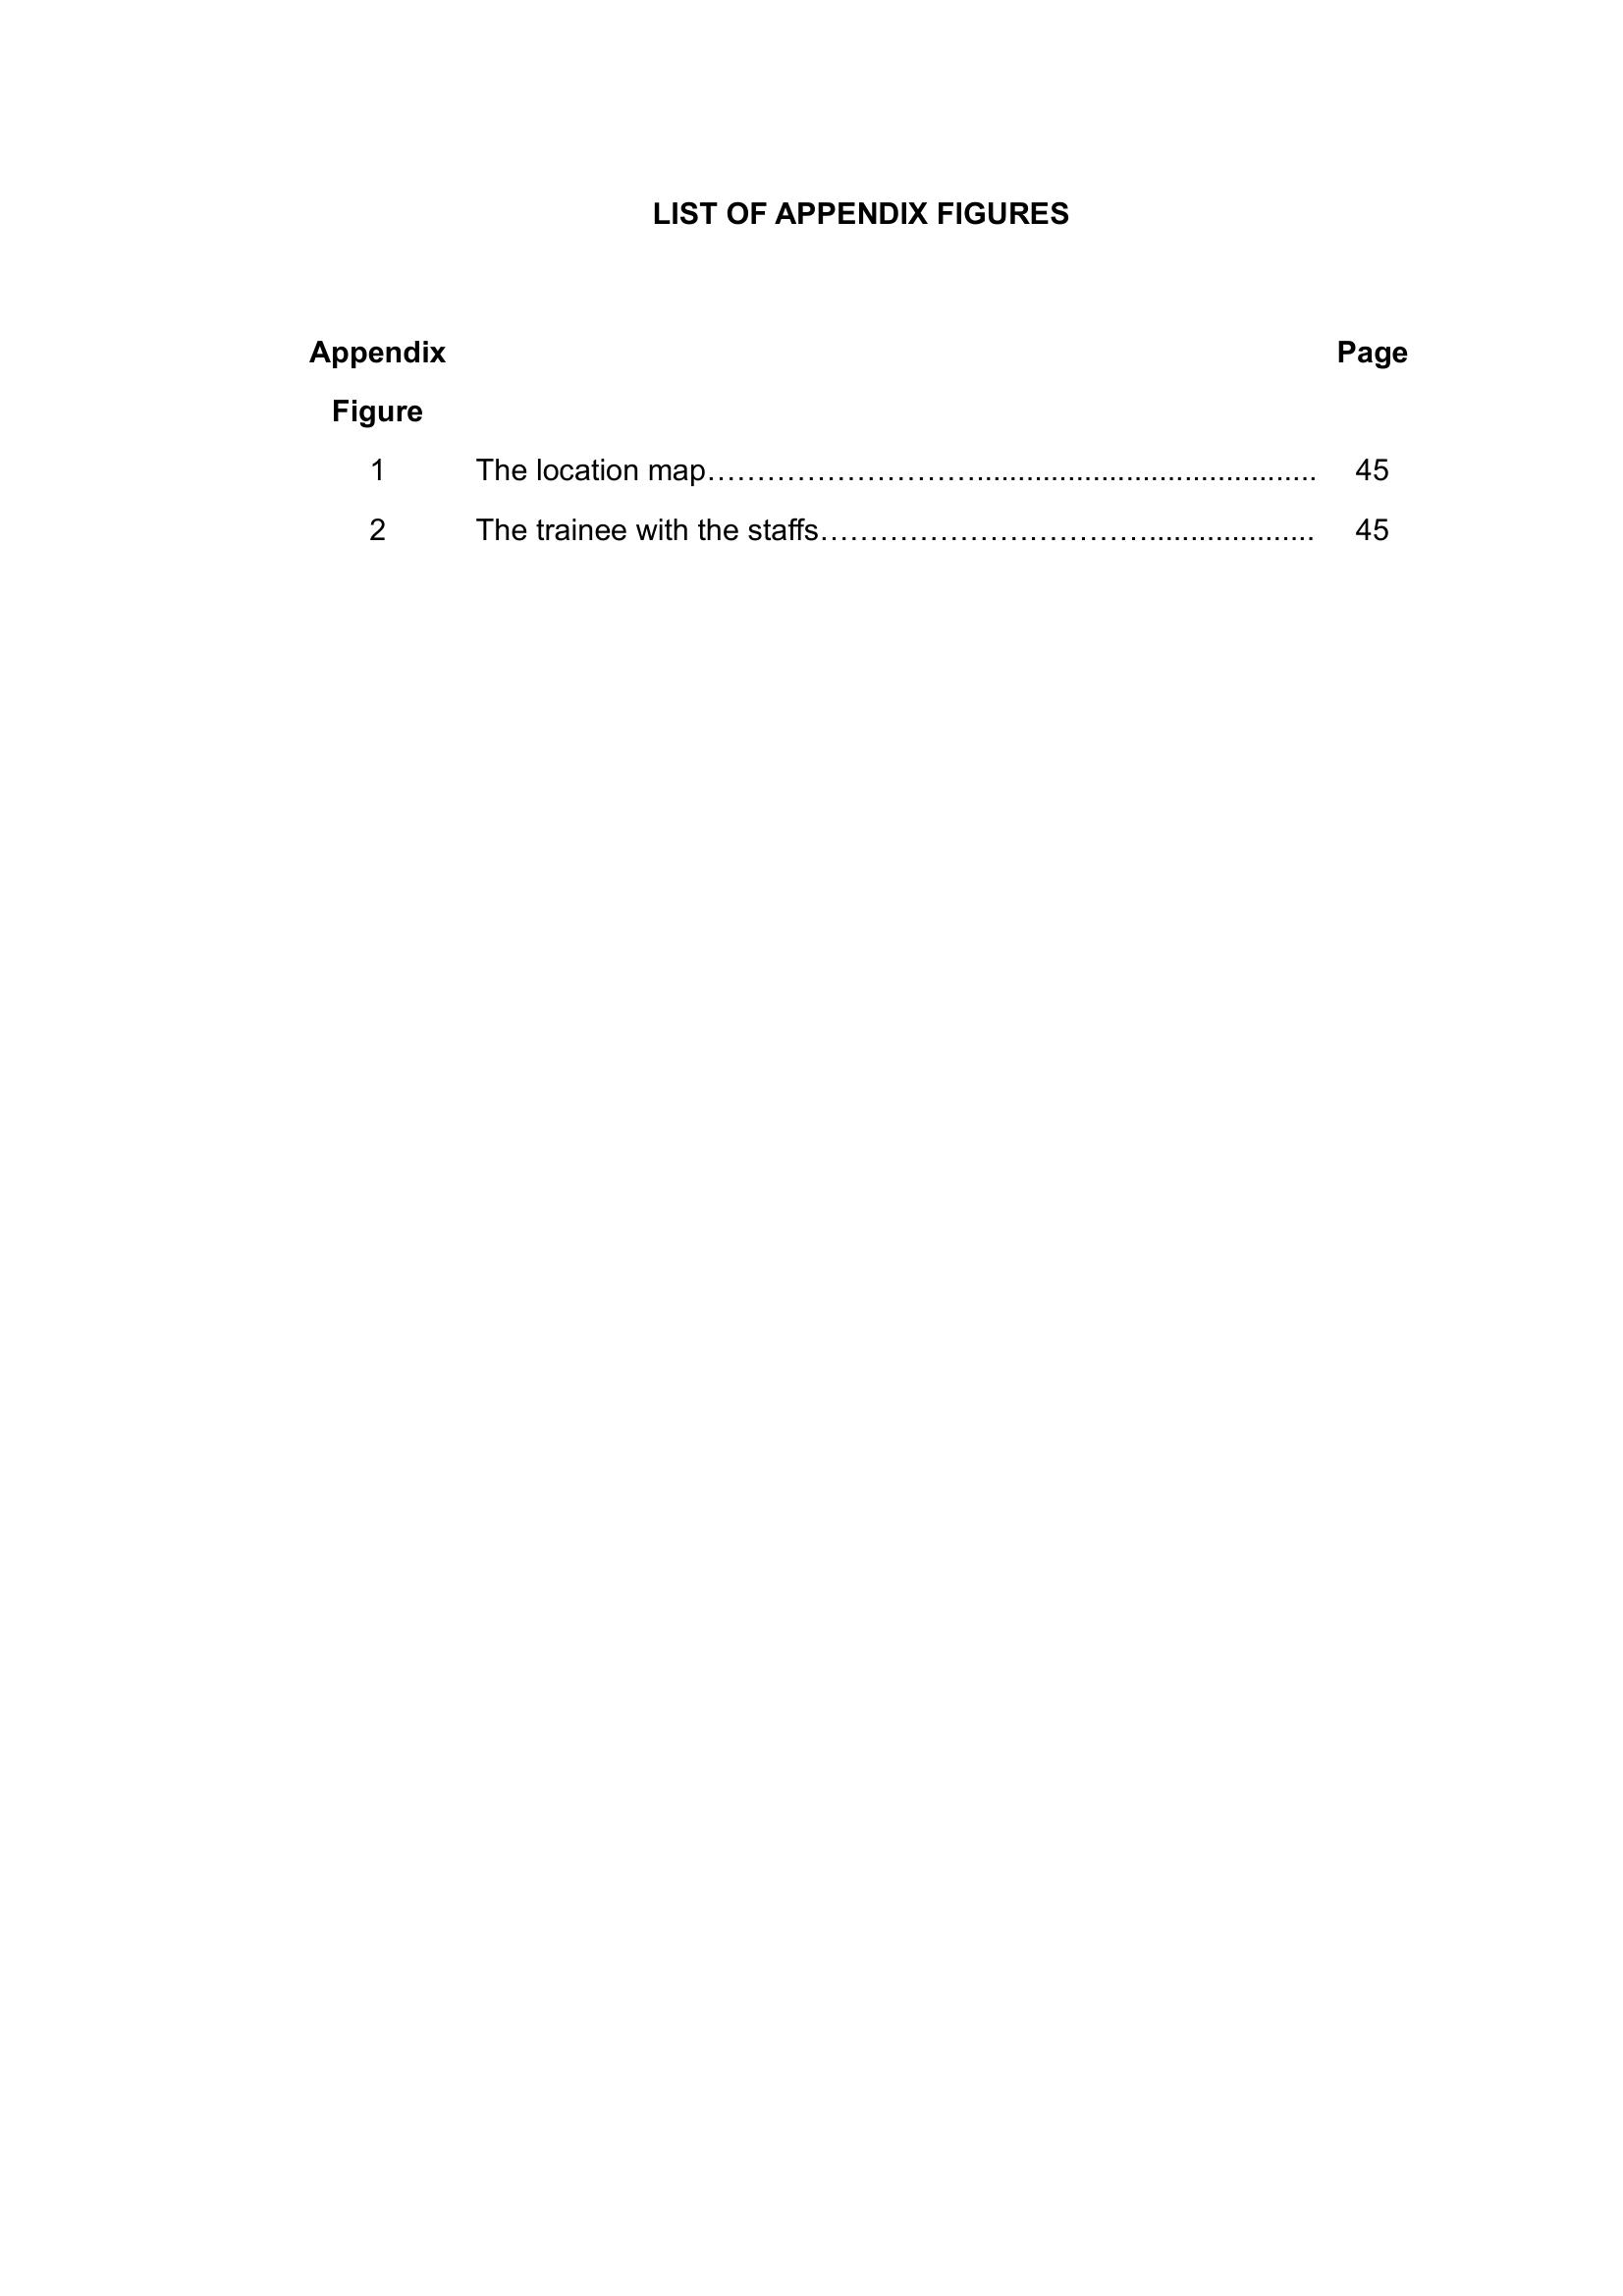 LIST OF APPENDIX FIGURES
Appendix Page
Figure
1 The location map………………………......................................... 45
2 The trainee with the staffs…………………………….................... 45